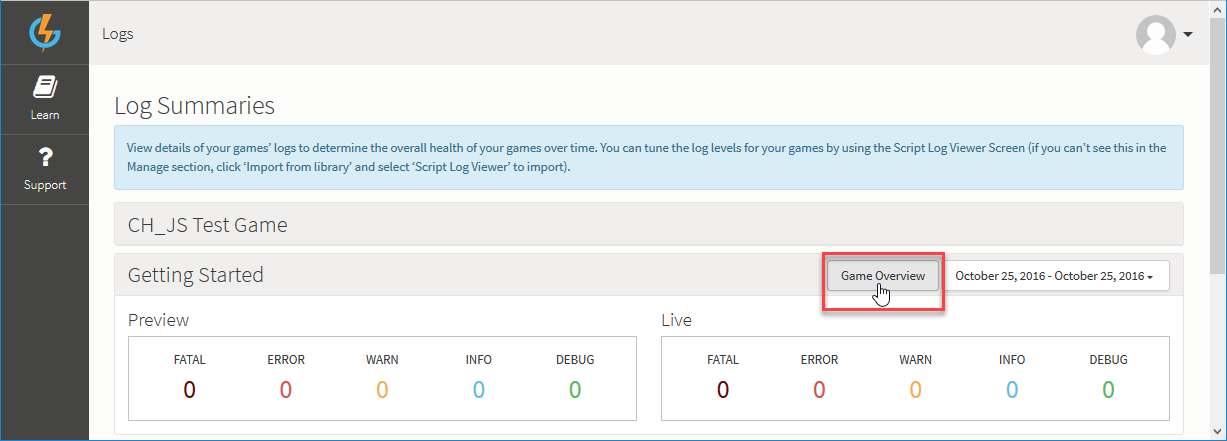 Logs
Learn
Support
Log Summaries
View details of your games’ logs to determine the overall health of your games over time. You can tune the log levels for your games by using the Script Log Viewer Screen (if you can’t see this in the
Manage section, click ‘Import from library’ and select ‘Script Log Viewer’ to import).
CH_JS Test Game
Getting Started
Game Overview
October 25, 2016 - October 25, 2016
Preview
FATAL ERROR WARN INFO DEBUG
0 0 0 0 0
Live
FATAL ERROR WARN INFO DEBUG
0 0 0 0 0